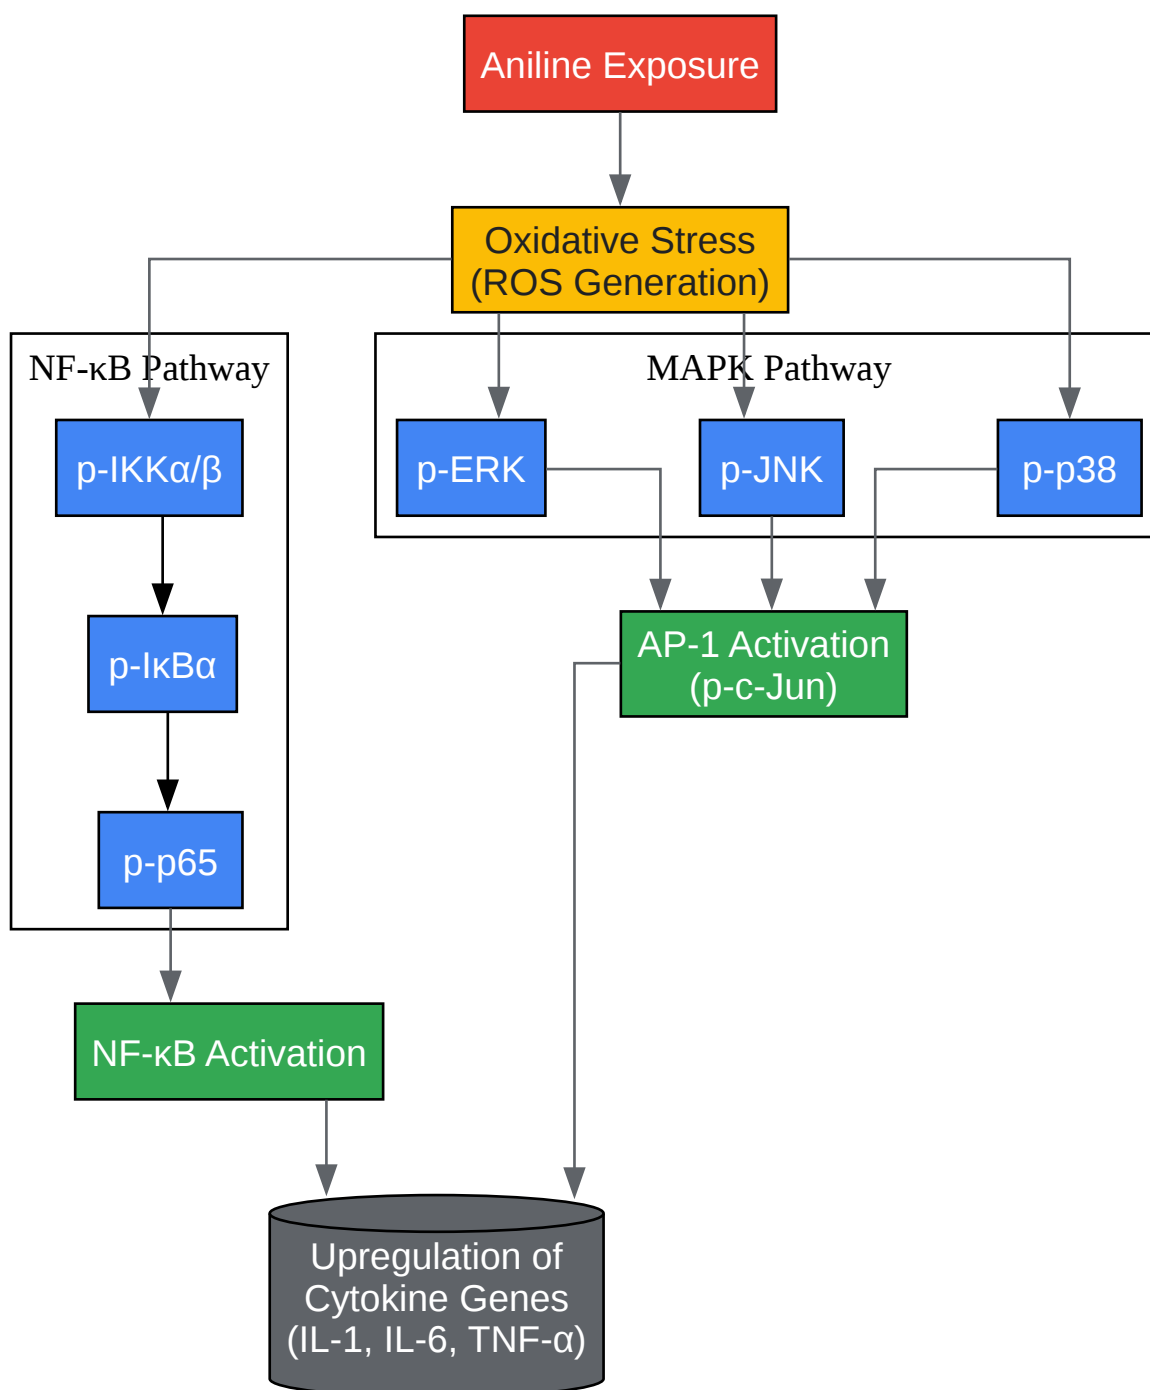 Aniline Exposure
Oxidative Stress
(ROS Generation)
NF-κB Pathway
MAPK Pathway
p-IKKα/β
p-ERK
p-JNK
p-p38
p-IκBα
AP-1 Activation
(p-c-Jun)
p-p65
NF-κB Activation
Upregulation of
Cytokine Genes
(IL-1, IL-6, TNF-α)